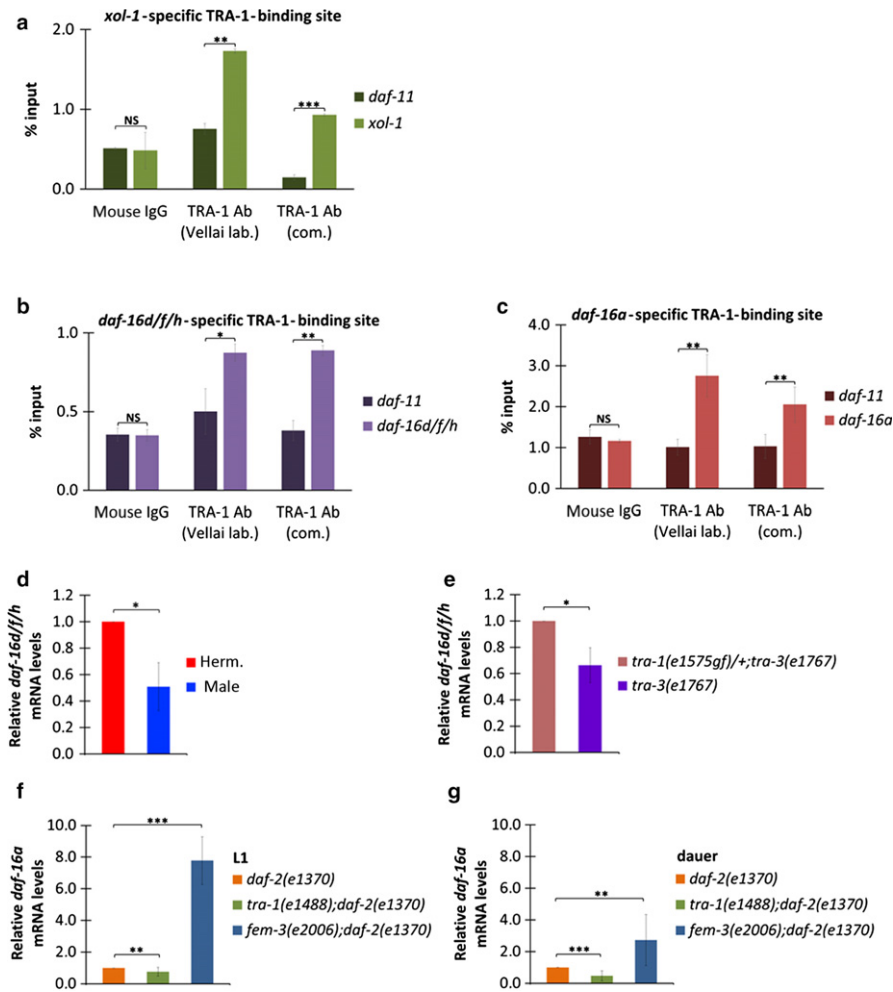 a
xol-1-specific TRA-1-binding site
2.0
1.0
0.0
% input
NS
**
***
daf-11
xol-1
Mouse IgG
TRA-1 Ab
(Vellai lab.)
TRA-1 Ab
(com.)
b
daf-16d/f/h-specific TRA-1-binding site
1.0
0.5
0.0
% input
NS
*
**
daf-11
daf-16d/f/h
Mouse IgG
TRA-1 Ab
(Vellai lab.)
TRA-1 Ab
(com.)
c
daf-16a-specific TRA-1-binding site
4.0
3.0
2.0
1.0
0.0
% input
NS
**
**
daf-11
daf-16a
Mouse IgG
TRA-1 Ab
(Vellai lab.)
TRA-1 Ab
(com.)
d
Relative daf-16d/f/h
mRNA levels
1.2
1.0
0.8
0.6
0.4
0.2
0.0
*
Herm.
Male
e
Relative daf-16d/f/h
mRNA levels
1.2
1.0
0.8
0.6
0.4
0.2
0.0
*
tra-1(e1575gf)/+;tra-3(e1767)
tra-3(e1767)
f
Relative daf-16a
mRNA levels
10.0
8.0
6.0
4.0
2.0
0.0
***
**
L1
daf-2(e1370)
tra-1(e1488);daf-2(e1370)
fem-3(e2006);daf-2(e1370)
g
Relative daf-16a
mRNA levels
10.0
8.0
6.0
4.0
2.0
0.0
**
***
dauer
daf-2(e1370)
tra-1(e1488);daf-2(e1370)
fem-3(e2006);daf-2(e1370)